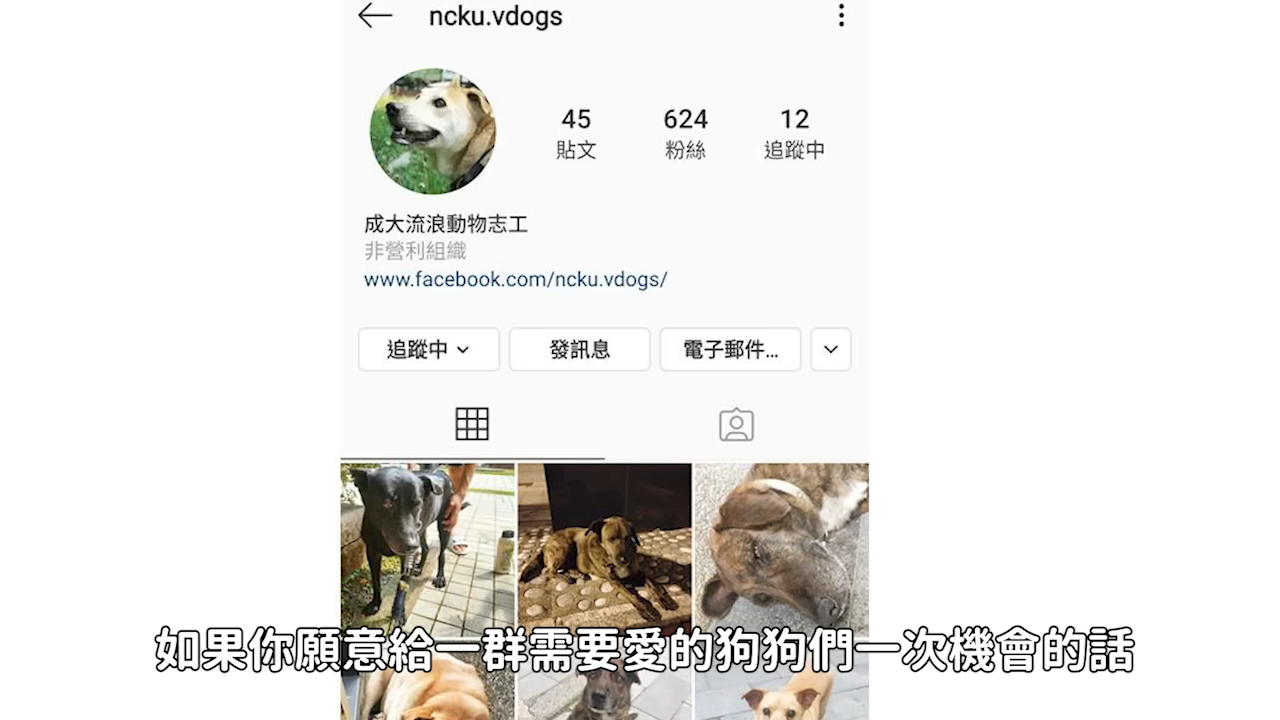 ncku.vdogs
45
624
12
貼文
粉絲
追蹤中
成大流浪動物志工
非營利組織
www.facebook.com/ncku.vdogs/
追蹤中
發訊息
電子郵件...
如果你願意給一群需要愛的狗狗們一次機會的話